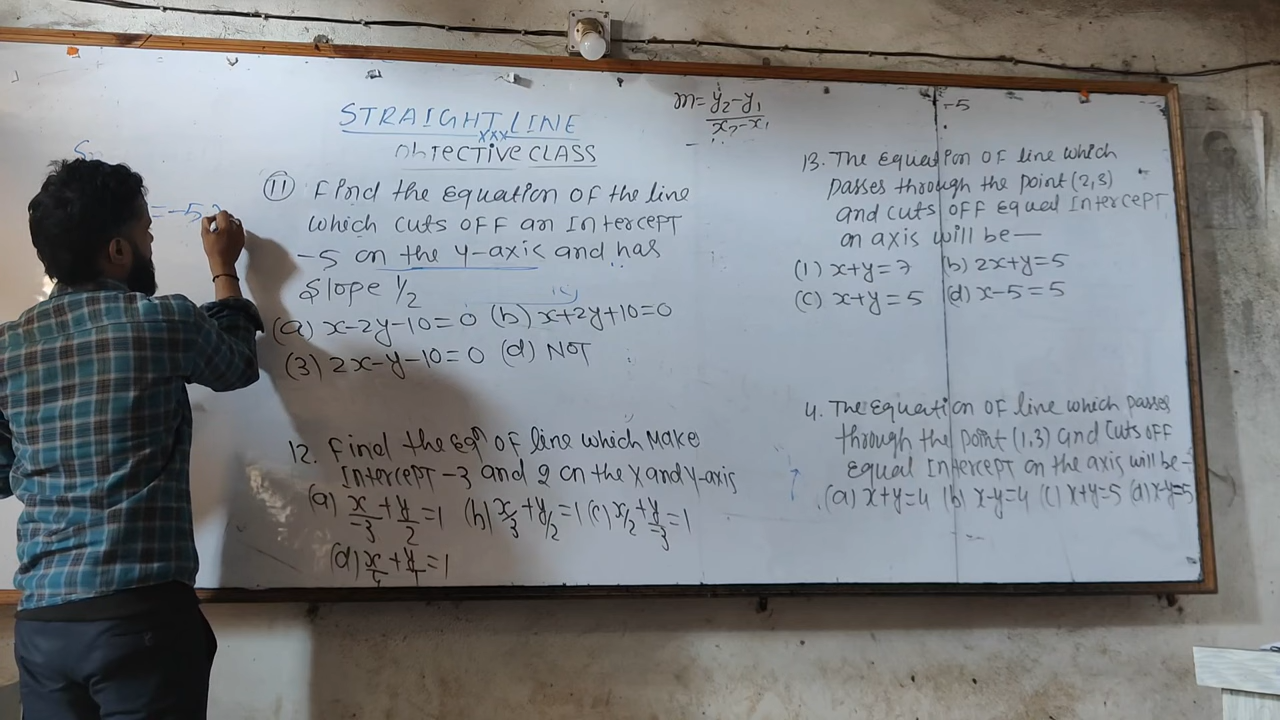 STRAIGHT LINE
xxx
ObJECTIVE CLASS
m = y₂-y₁
x₂-x₁
-5
= -5
(11) Find the Equation OF the line
which cuts OFF an InterCEPT
-5 on the y-axis and has
Slope 1/2
(a) x-2y-10=0 (b) x+2y+10=0
(3) 2x-y-10=0 (d) NOT
12. Find the Eqn OF line which Make
InterCEPT -3 and 2 on the X and Y-axis
(a) x/-3 + y/2 = 1 (b) x/3 + y/2 = 1 (c) x/2 + y/-3 = 1
(d)
13. The Equation OF line which
Passes through the point (2,3)
and cuts OFF Equal InterCEPT
on axis will be—
(1) x+y=7 (b) 2x+y=5
(c) x+y=5 (d) x-5=5
4. The Equation OF line which passes
through the point (1,3) and Cuts OFF
Equal InterCEPT on the axis will be-
(a) x+y=4 (b) x-y=4 (c) x+y=5 (d) x-y=5